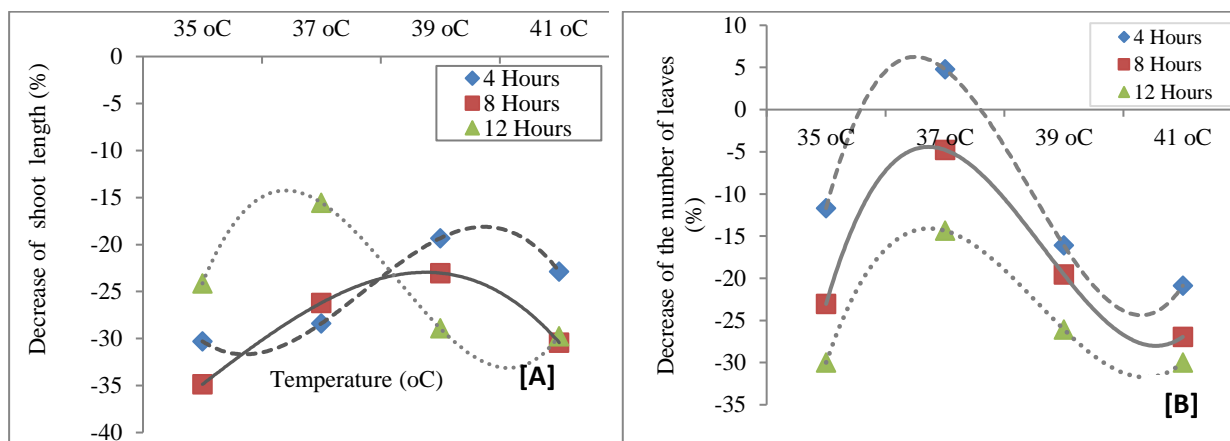 35 oC 37 oC 39 oC 41 oC
0
-5
-10
-15
-20
-25
-30
-35
-40
Decrease of shoot length (%)
4 Hours
8 Hours
12 Hours
Temperature (oC)
[A]
10
5
0
-5
-10
-15
-20
-25
-30
-35
Decrease of the number of leaves
(%)
4 Hours
8 Hours
12 Hours
35 oC 37 oC 39 oC 41 oC
[B]